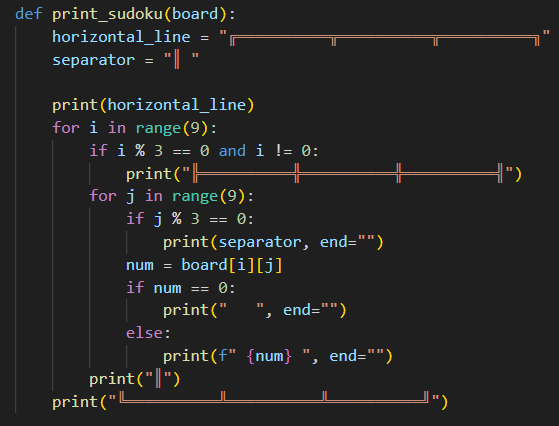 def print_sudoku(board):
    horizontal_line = "╔══════════╦══════════╦══════════╗"
    separator = "║ "
    print(horizontal_line)
    for i in range(9):
        if i % 3 == 0 and i != 0:
            print("╠══════════╬══════════╬══════════╣")
        for j in range(9):
            if j % 3 == 0:
                print(separator, end="")
            num = board[i][j]
            if num == 0:
                print("   ", end="")
            else:
                print(f" {num} ", end="")
        print("║")
    print("╚══════════╩══════════╩══════════╝")